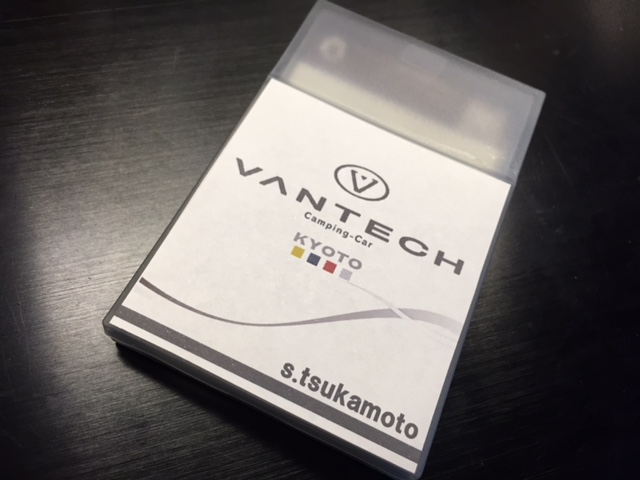 V
VANTECH
Camping-Car
KYOTO
s.tsukamoto